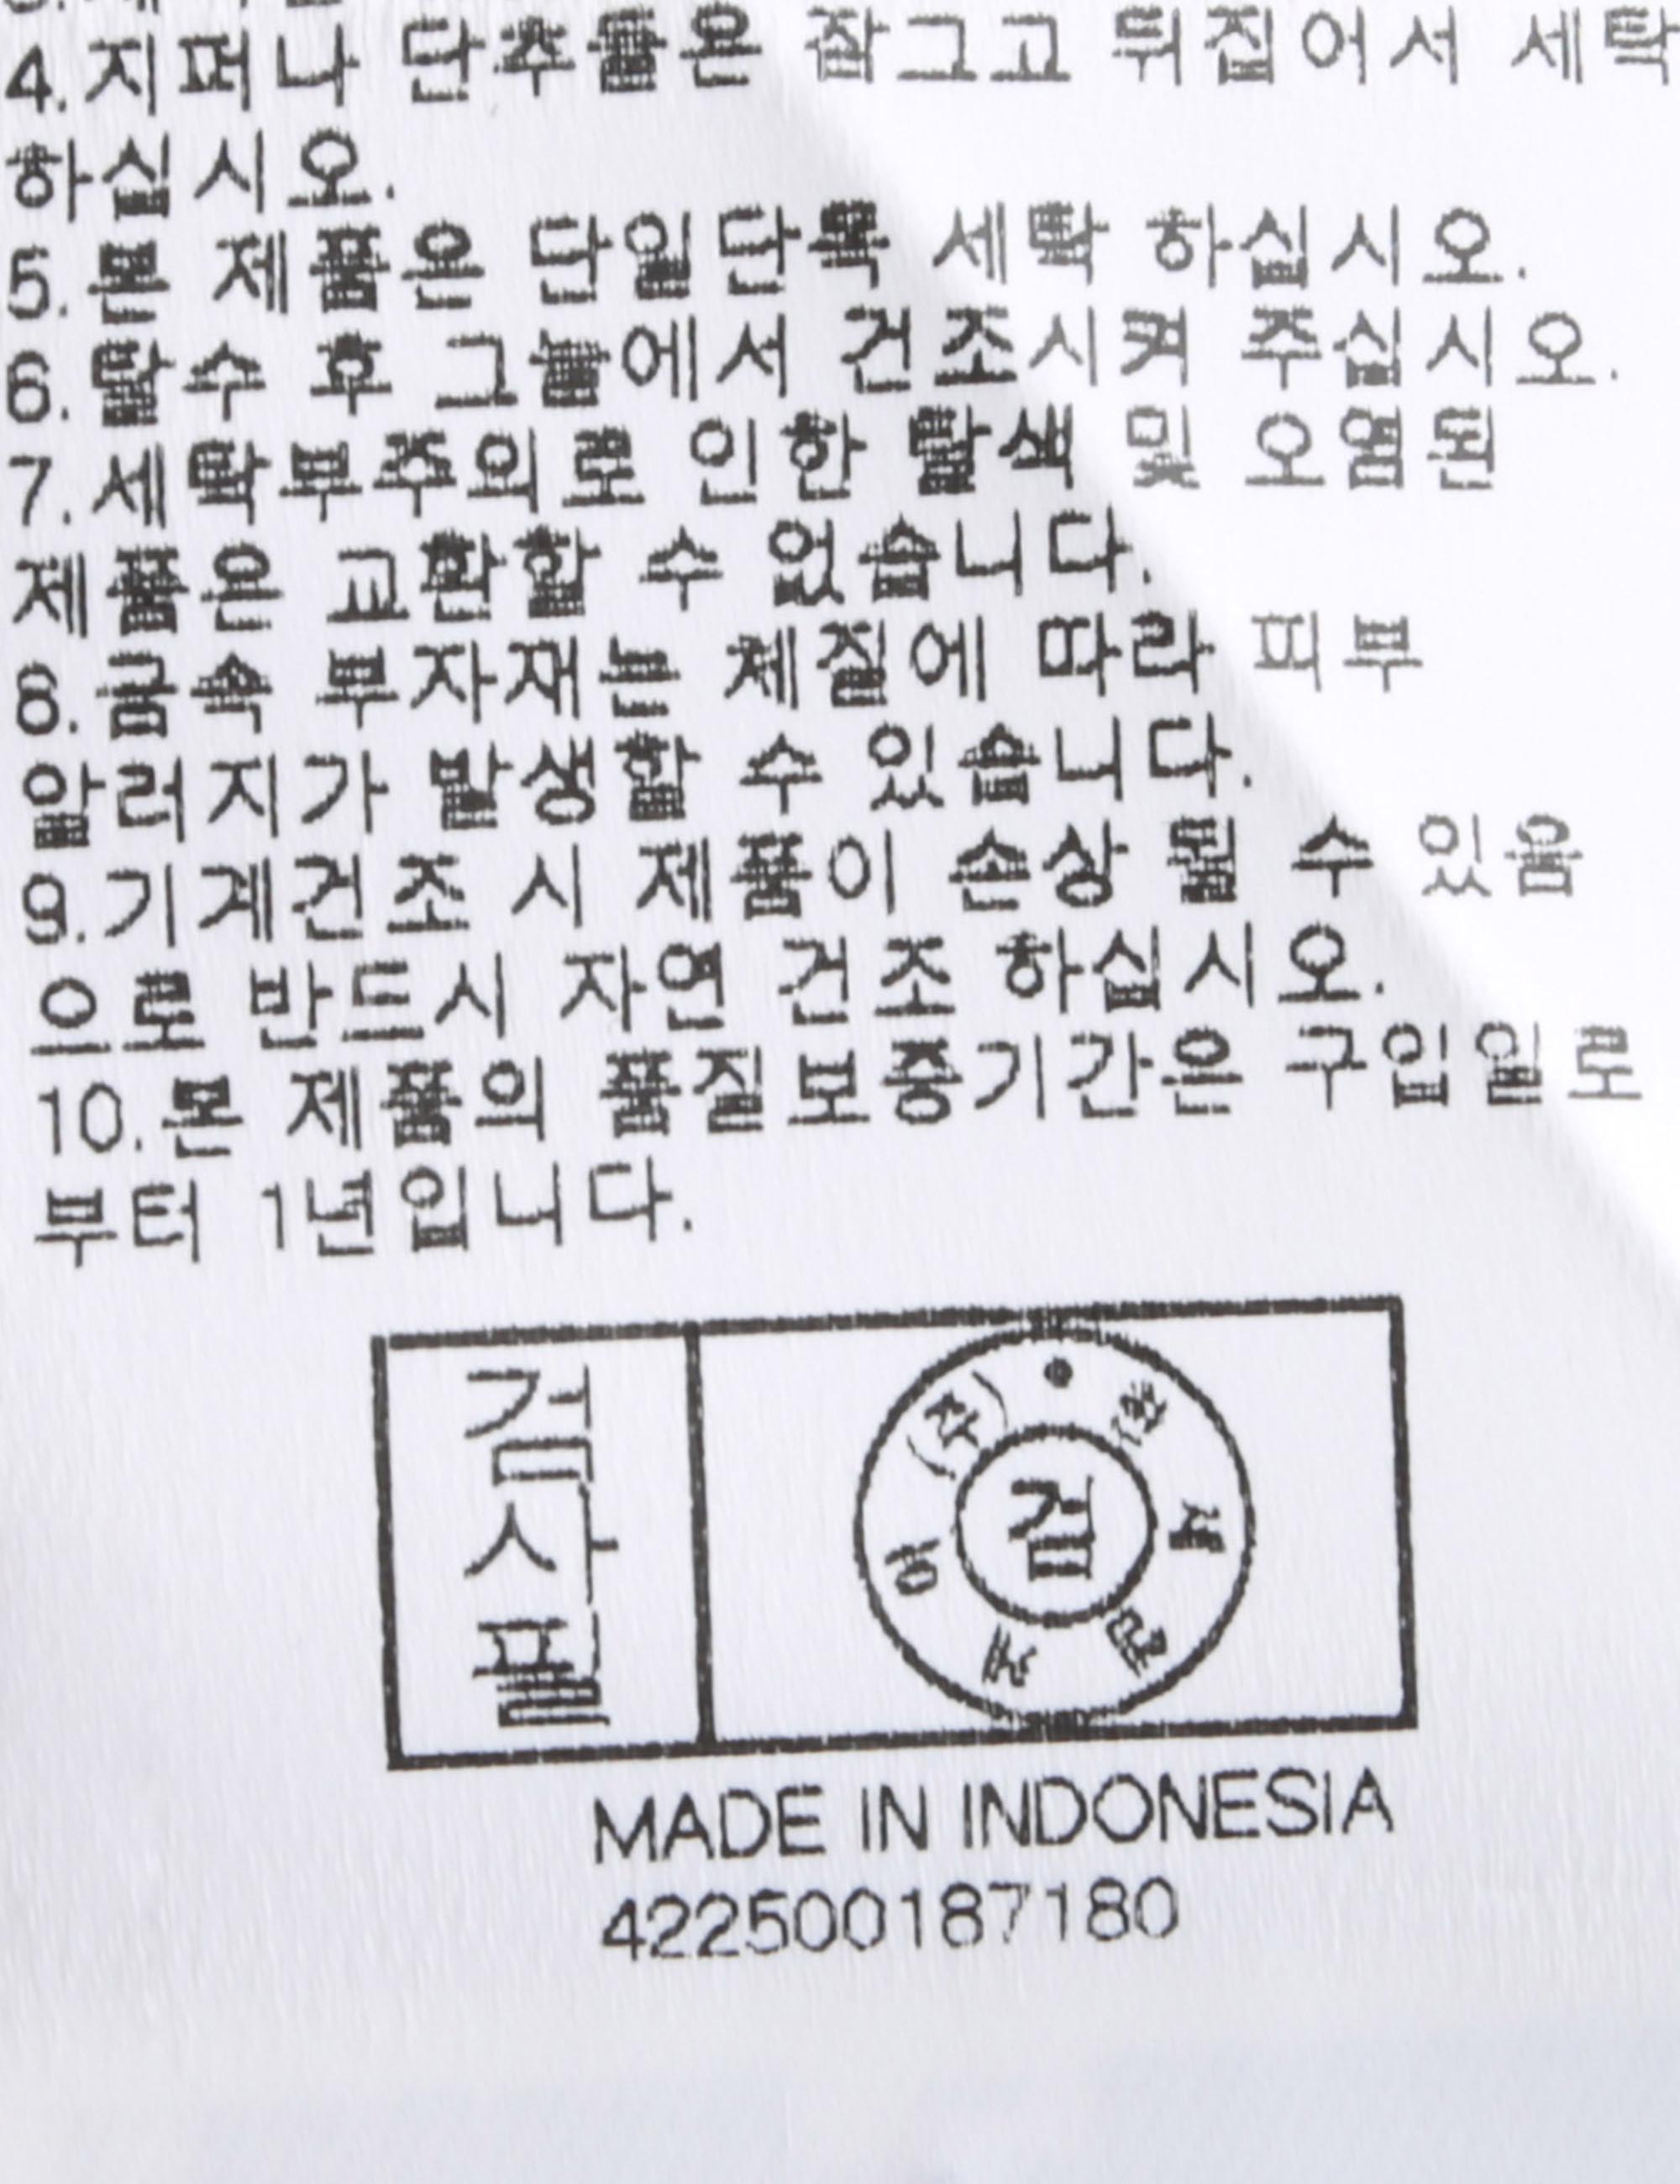 4. 지퍼나 단추들은 잠그고 뒤집어서 세탁
하십시오.
5. 본 제품은 단일단독 세탁 하십시오.
6. 탈수 후 그늘에서 건조시켜 주십시오.
7. 세탁부주의로 인한 탈색 및 오염된
제품은 교환할 수 없습니다.
8. 금속 부자재는 체질에 따라 피부
알러지가 발생할 수 있습니다.
9. 기계건조 시 제품이 손상 될 수 있음
으로 반드시 자연 건조 하십시오.
10. 본 제품의 품질보증기간은 구입일로
부터 1년입니다.
검
사
필
(주)
검
MADE IN INDONESIA
422500187180